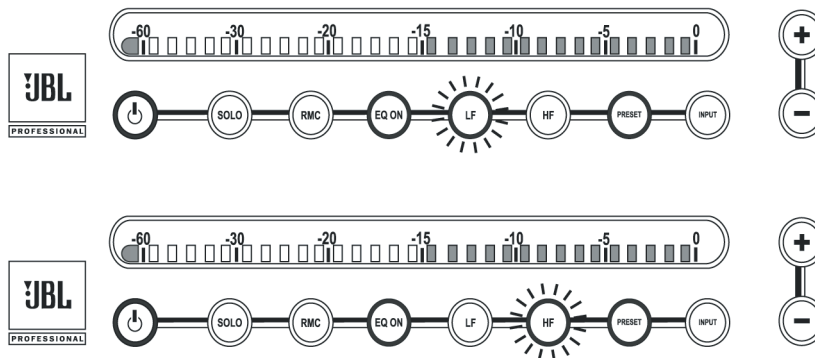 -60 -30 -20 -15 -10 -5 0
+
JBL
SOLO RMC EQ ON LF HF PRESET INPUT
−
PROFESSIONAL
-60 -30 -20 -15 -10 -5 0
+
JBL
SOLO RMC EQ ON LF HF PRESET INPUT
−
PROFESSIONAL